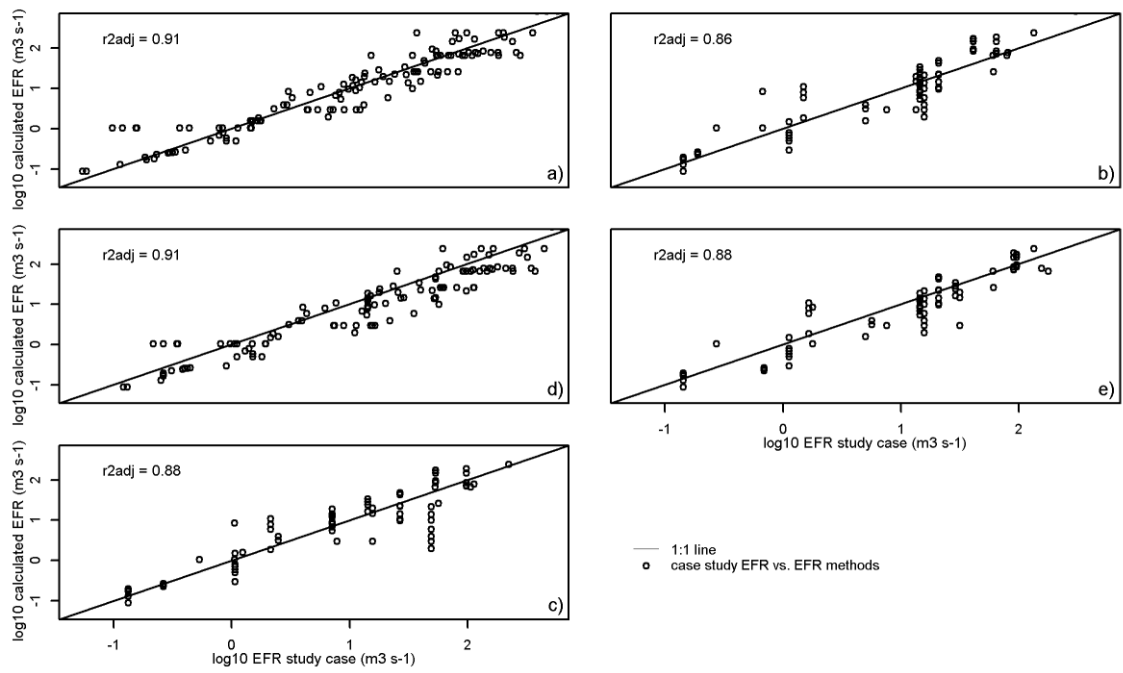 log10 calculated EFR (m3 s-1)
2
1
0
-1
r2adj = 0.91
a)
r2adj = 0.86
b)
log10 calculated EFR (m3 s-1)
2
1
0
-1
r2adj = 0.91
d)
r2adj = 0.88
e)
-1
0
1
2
log10 EFR study case (m3 s-1)
log10 calculated EFR (m3 s-1)
2
1
0
-1
r2adj = 0.88
c)
-1
0
1
2
log10 EFR study case (m3 s-1)
1:1 line
case study EFR vs. EFR methods